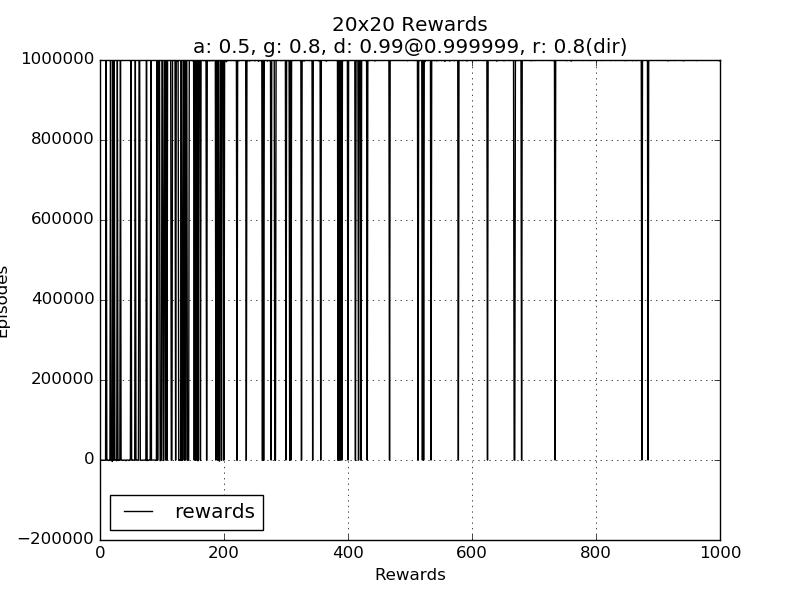 20x20 Rewards
a: 0.5, g: 0.8, d: 0.99@0.999999, r: 0.8(dir)
1000000
800000
600000
400000
200000
0
−200000
Episodes
rewards
0 200 400 600 800 1000
Rewards